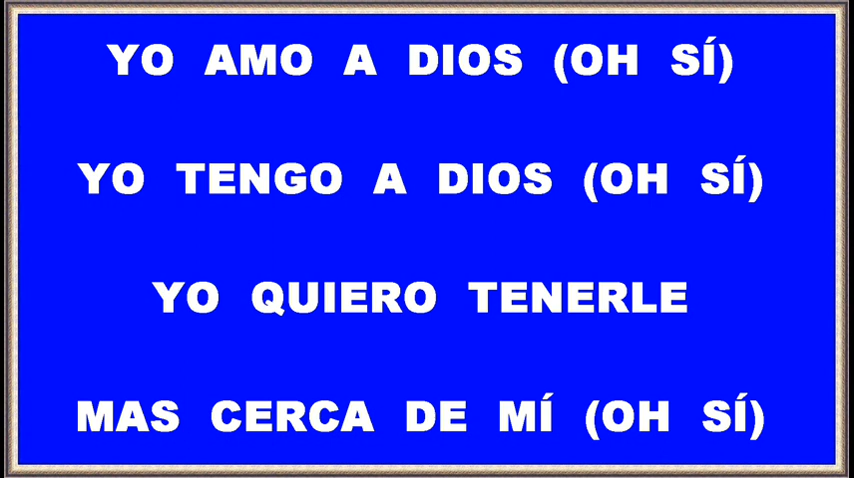 YO AMO A DIOS (OH SÍ)
YO TENGO A DIOS (OH SÍ)
YO QUIERO TENERLE
MAS CERCA DE MÍ (OH SÍ)